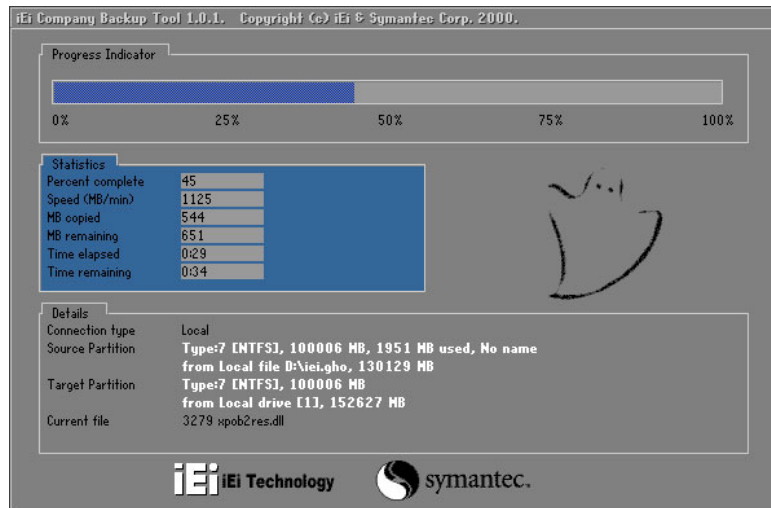 iEi Company Backup Tool 1.0.1.   Copyright (c) iEi & Symantec Corp. 2000.
Progress Indicator
0%   25%   50%   75%   100%
Statistics
Percent complete   45
Speed (MB/min)   1125
MB copied   544
MB remaining   651
Time elapsed   0:29
Time remaining   0:34
Details
Connection type   Local
Source Partition   Type:7 [NTFS], 100006 MB, 1951 MB used, No name
from Local file D:\iei.gho, 130129 MB
Target Partition   Type:7 [NTFS], 100006 MB
from Local drive [1], 152627 MB
Current file   3279 xpob2res.dll
iEi iEi Technology   symantec.